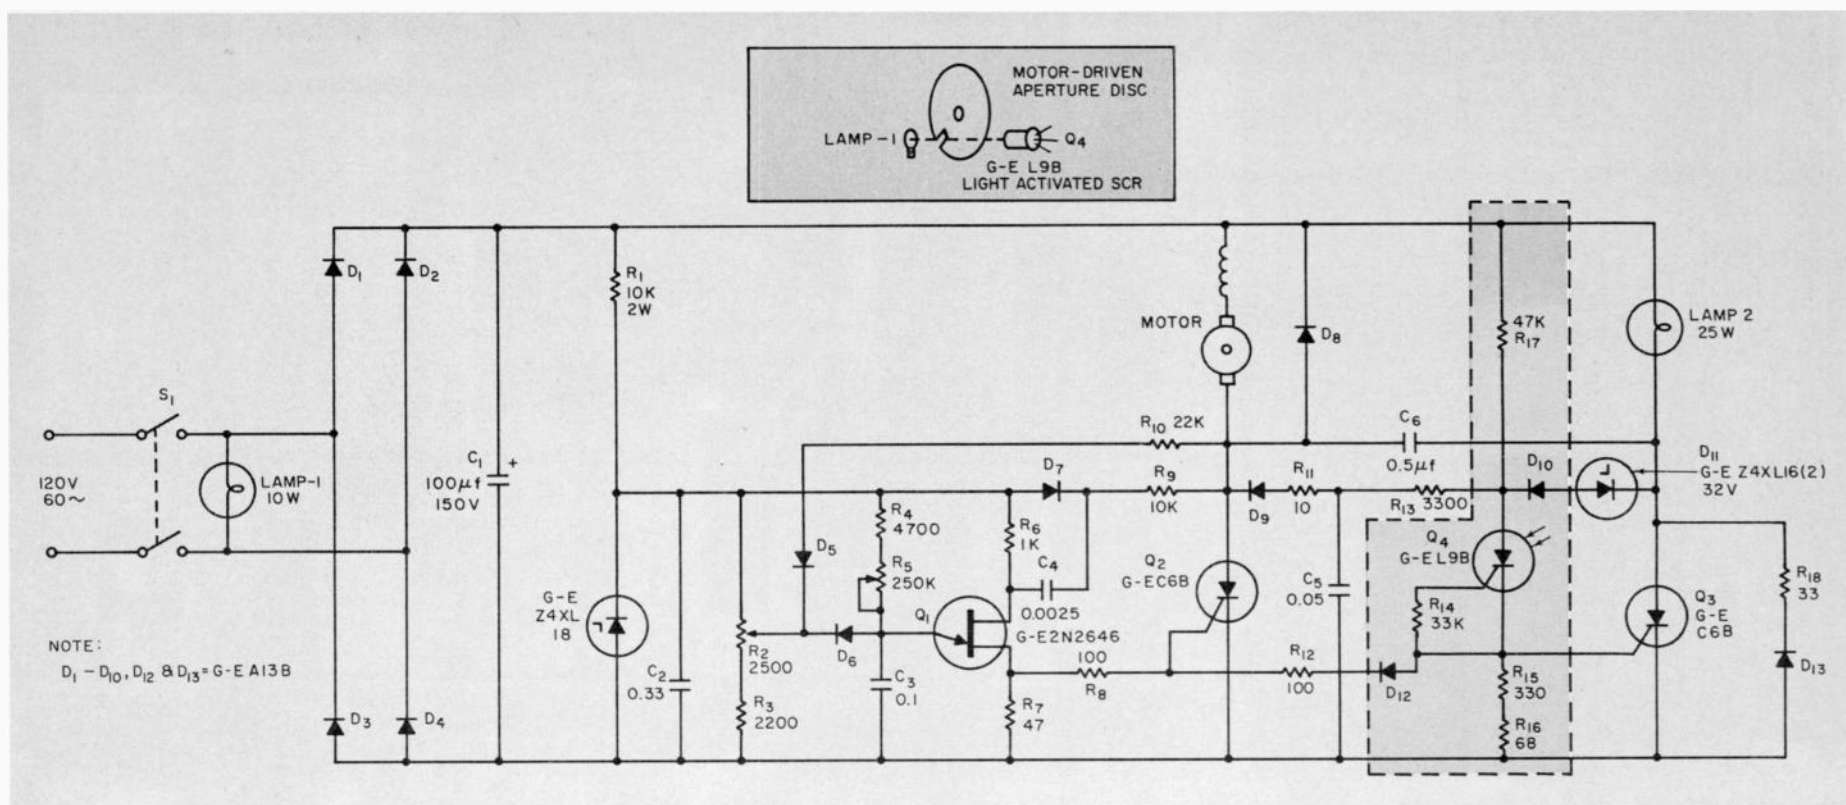 MOTOR-DRIVEN
APERTURE DISC
LAMP-1
Q4
G-E L9B
LIGHT ACTIVATED SCR
D1
D2
R1
10K
2W
MOTOR
D8
47K
R17
LAMP 2
25W
S1
120V
60~
LAMP-1
10W
C1
+
100µf
150V
R10 22K
C6
0.5µf
D7
R9
10K
D9
R11
10
R13 3300
D10
D11
G-E Z4XL16(2)
32V
R4
4700
R6
1K
D5
R5
250K
C4
0.0025
Q2
G-EC6B
C5
0.05
Q4
G-EL9B
R14
33K
Q3
G-E
C6B
R18
33
D13
G-E
Z4XL
18
Q1
G-E2N2646
R2
2500
D6
100
R8
R12
100
D12
R15
330
NOTE:
D1-D10, D12 & D13=G-E A13B
C2
0.33
R3
2200
C3
0.1
R7
47
R16
68
D3
D4